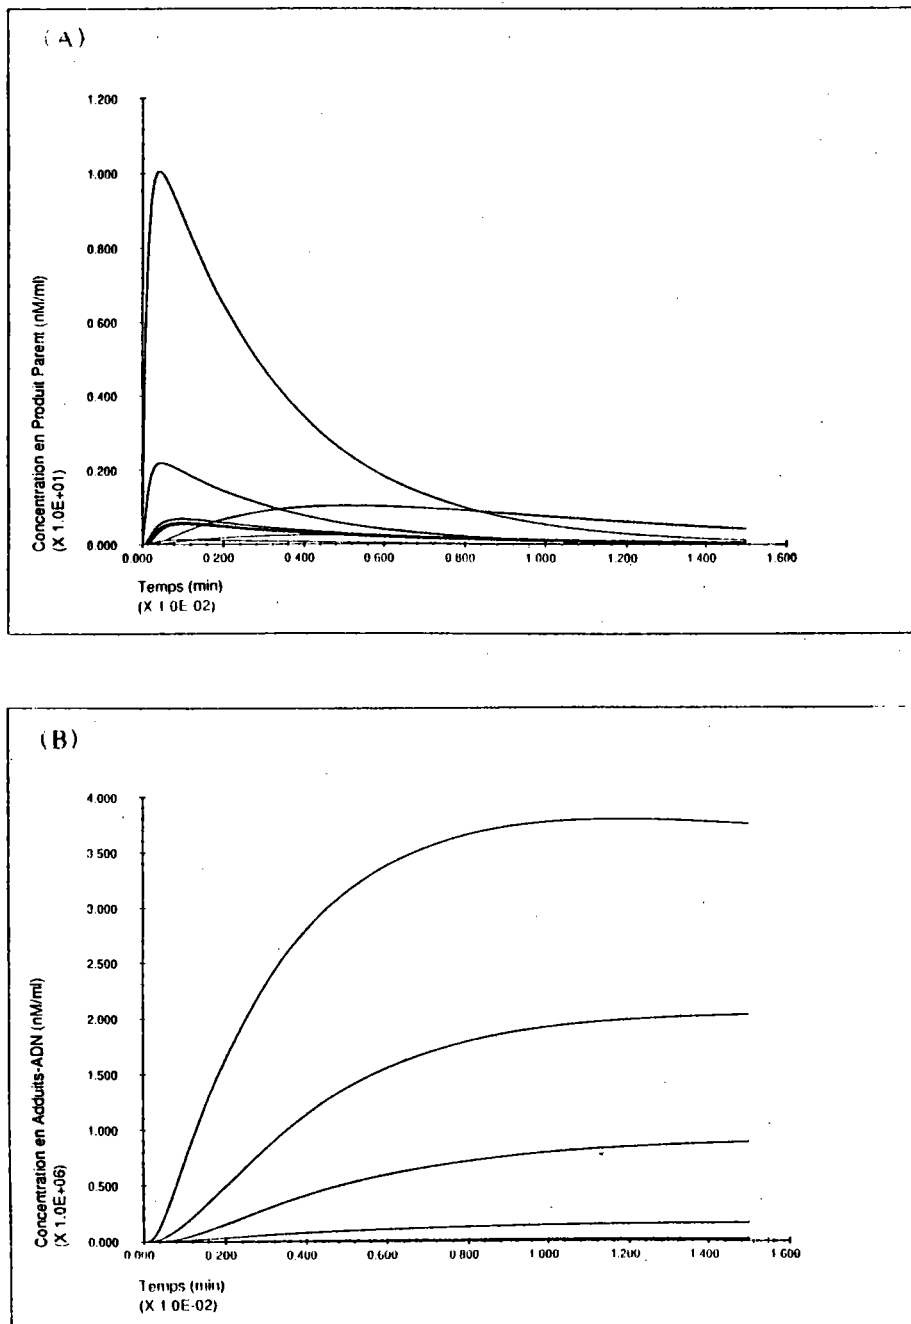 (A)
1.200
1.000
0.800
0.600
0.400
0.200
0.000
Concentration en Produit Parent (nM/ml)
(X 1.0E+01)
0.000 0.200 0.400 0.600 0.800 1.000 1.200 1.400 1.600
Temps (min)
(X 1.0E-02)
(B)
4.000
3.500
3.000
2.500
2.000
1.500
1.000
0.500
0.000
Concentration en Adduits-ADN (nM/ml)
(X 1.0E+06)
0.000 0.200 0.400 0.600 0.800 1.000 1.200 1.400 1.600
Temps (min)
(X 1.0E-02)